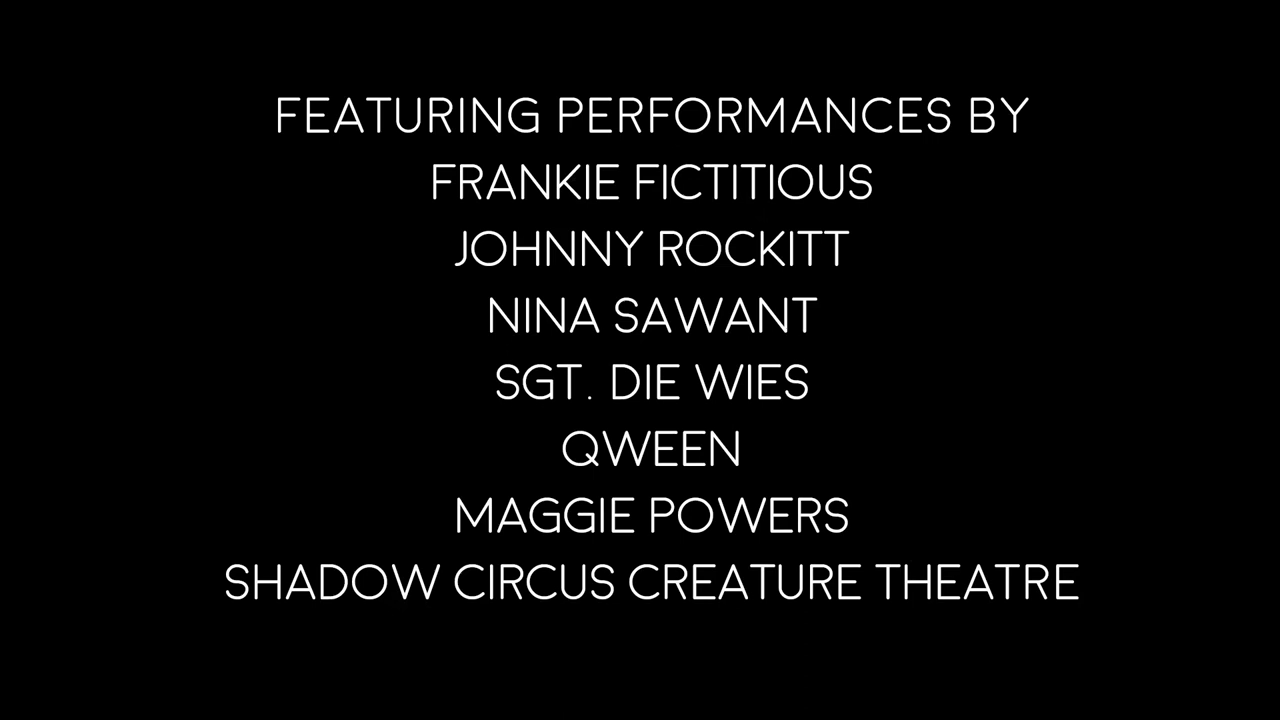 FEATURING PERFORMANCES BY
FRANKIE FICTITIOUS
JOHNNY ROCKITT
NINA SAWANT
SGT. DIE WIES
QWEEN
MAGGIE POWERS
SHADOW CIRCUS CREATURE THEATRE